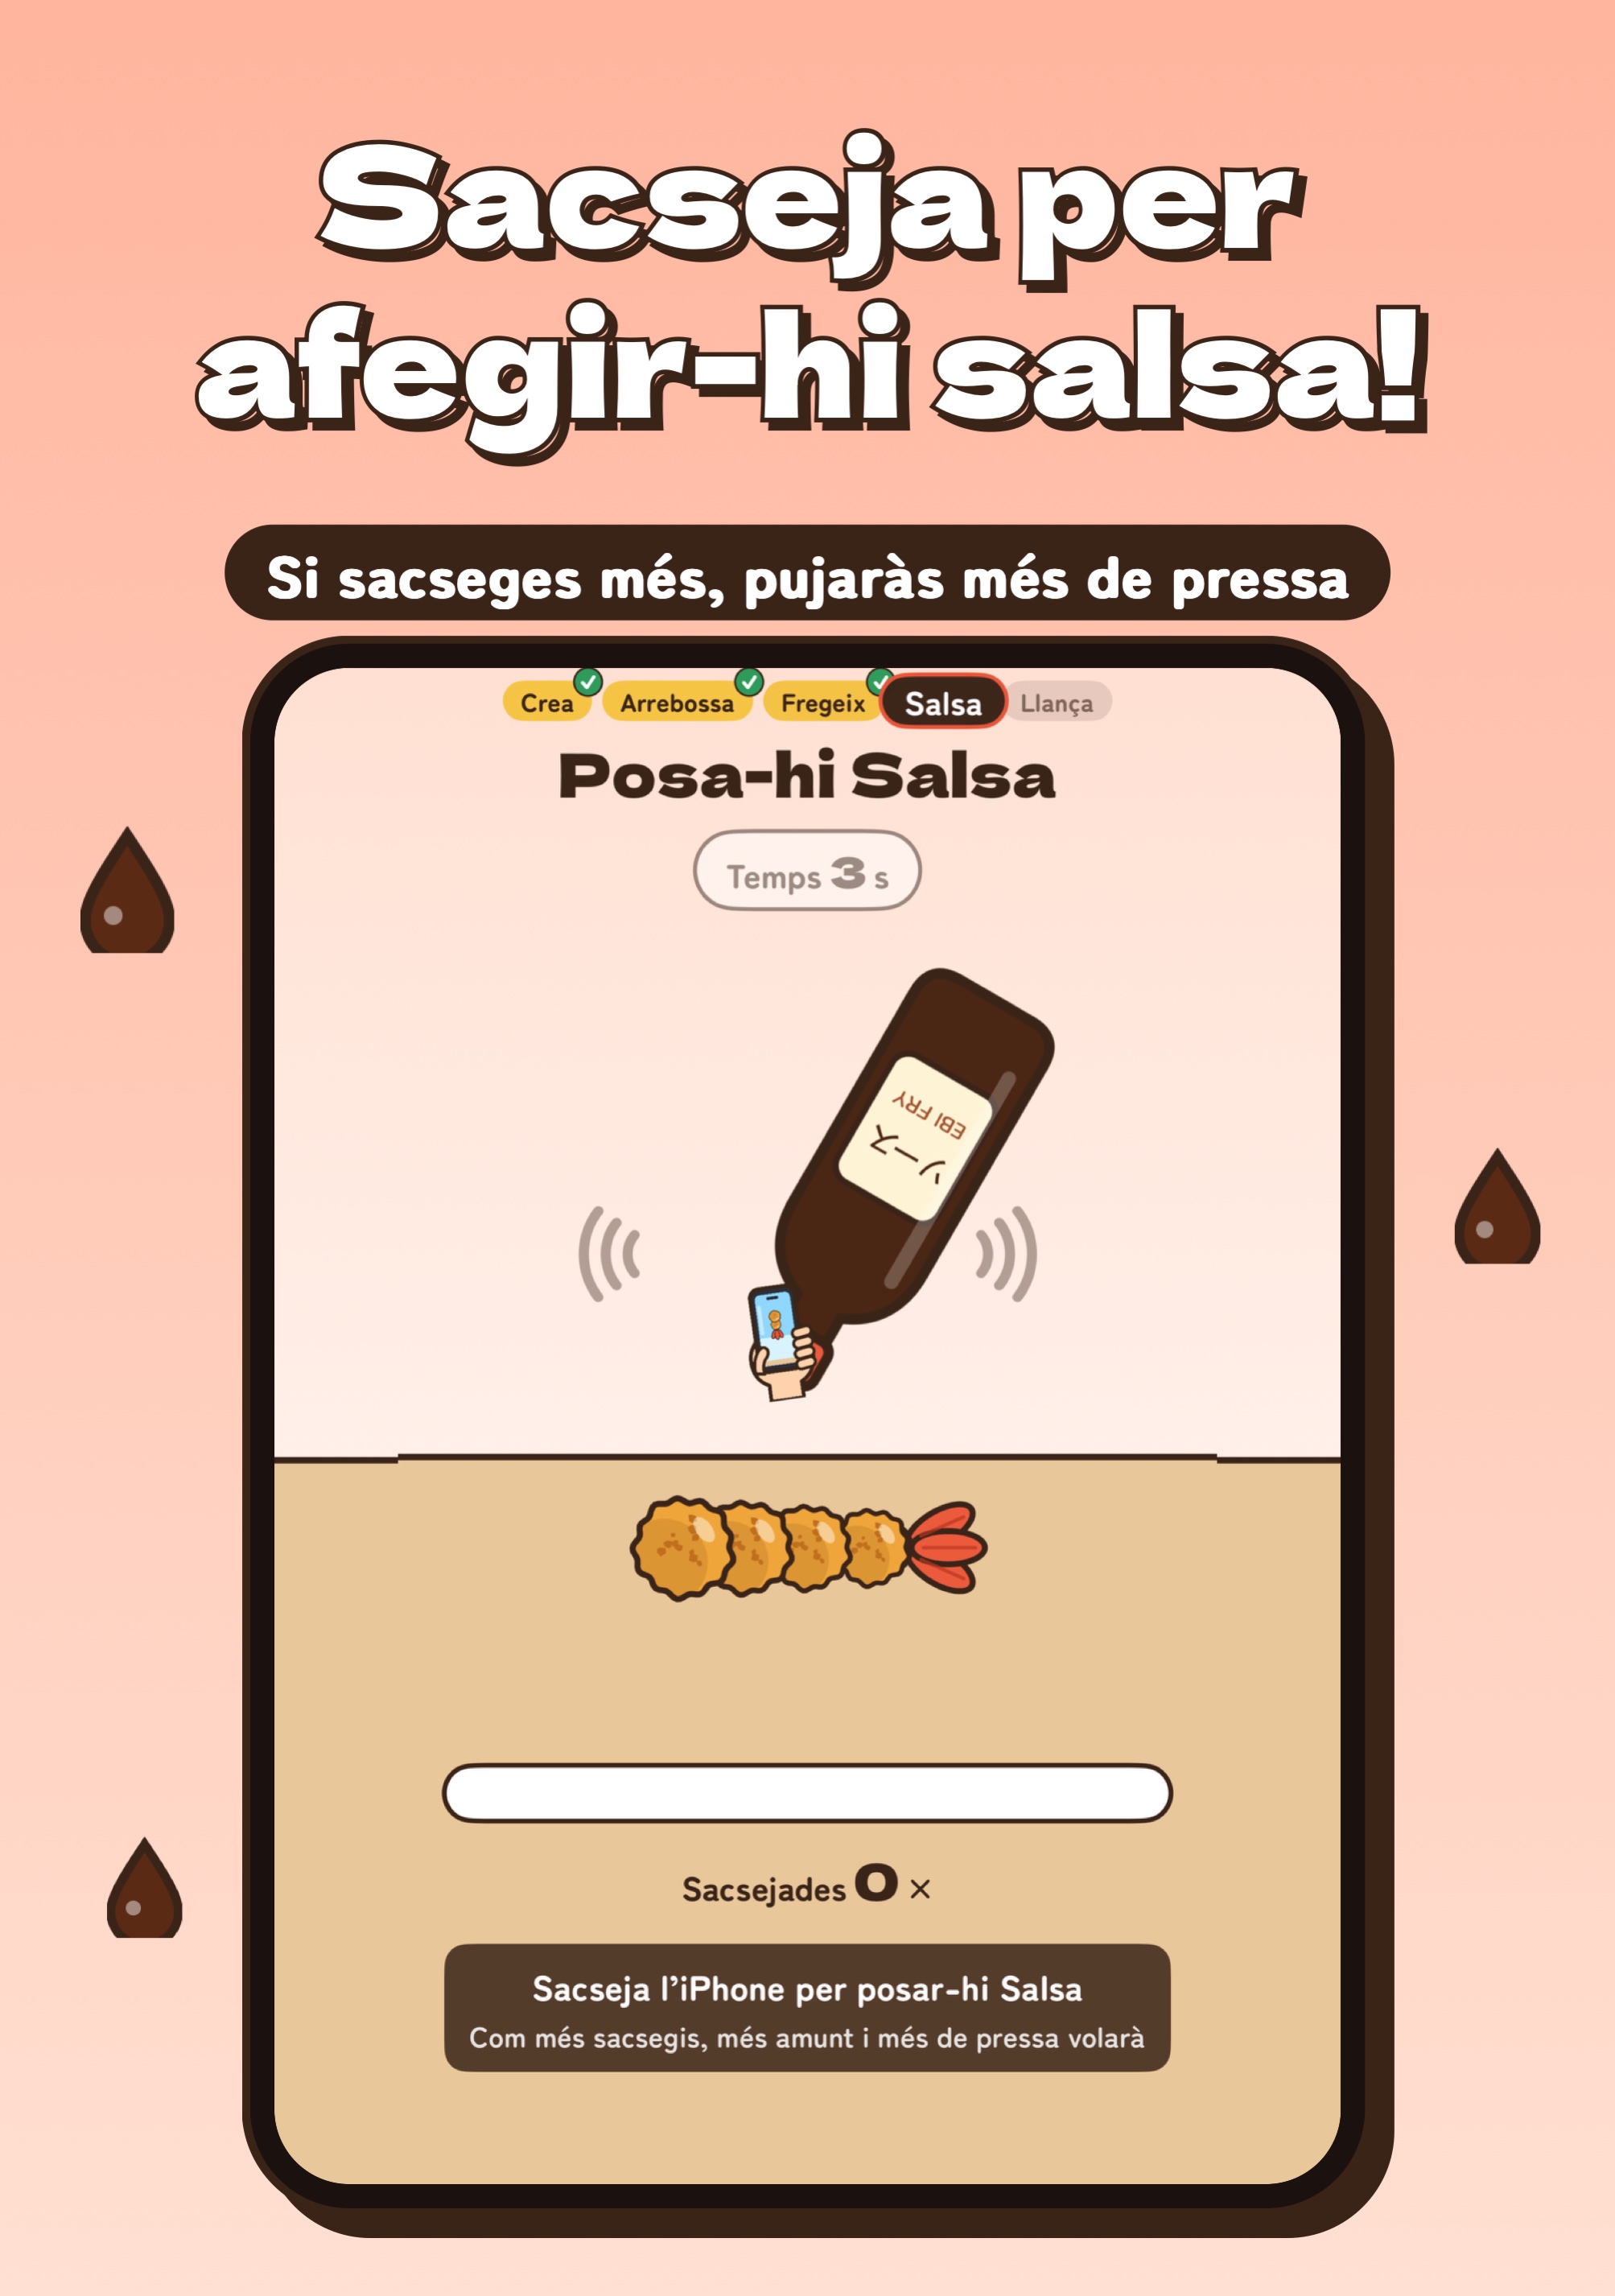 Sacseja per
afegir-hi salsa!
Si sacseges més, pujaràs més de pressa
Crea Arrebossa Fregeix Salsa Llança
Posa-hi Salsa
Temps 3 s
ソース
EBI FRY
Sacsejades 0 ×
Sacseja l’iPhone per posar-hi Salsa
Com més sacsegis, més amunt i més de pressa volarà